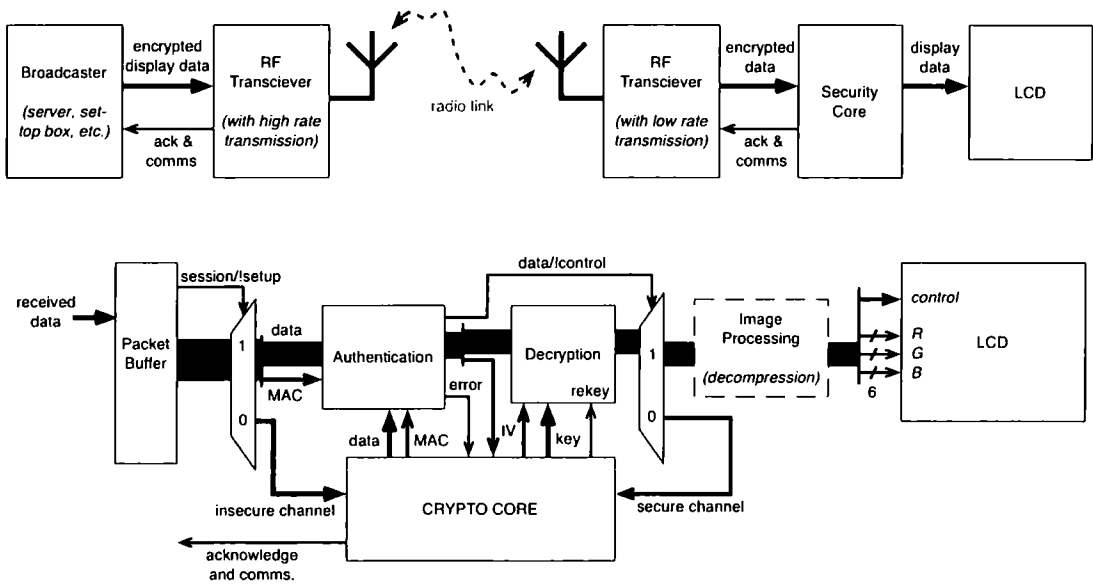 Broadcaster
(server, set-
top box, etc.)
encrypted
display data
ack &
comms
RF
Transciever
(with high rate
transmission)
radio link
RF
Transciever
(with low rate
transmission)
encrypted
data
ack &
comms
Security
Core
display
data
LCD
received
data
Packet
Buffer
session/!setup
1
0
data
MAC
insecure channel
Authentication
data/!control
error
data
MAC
IV
key
Decryption
rekey
1
0
secure channel
CRYPTO CORE
acknowledge
and comms.
Image
Processing
(decompression)
control
R
G
B
6
LCD